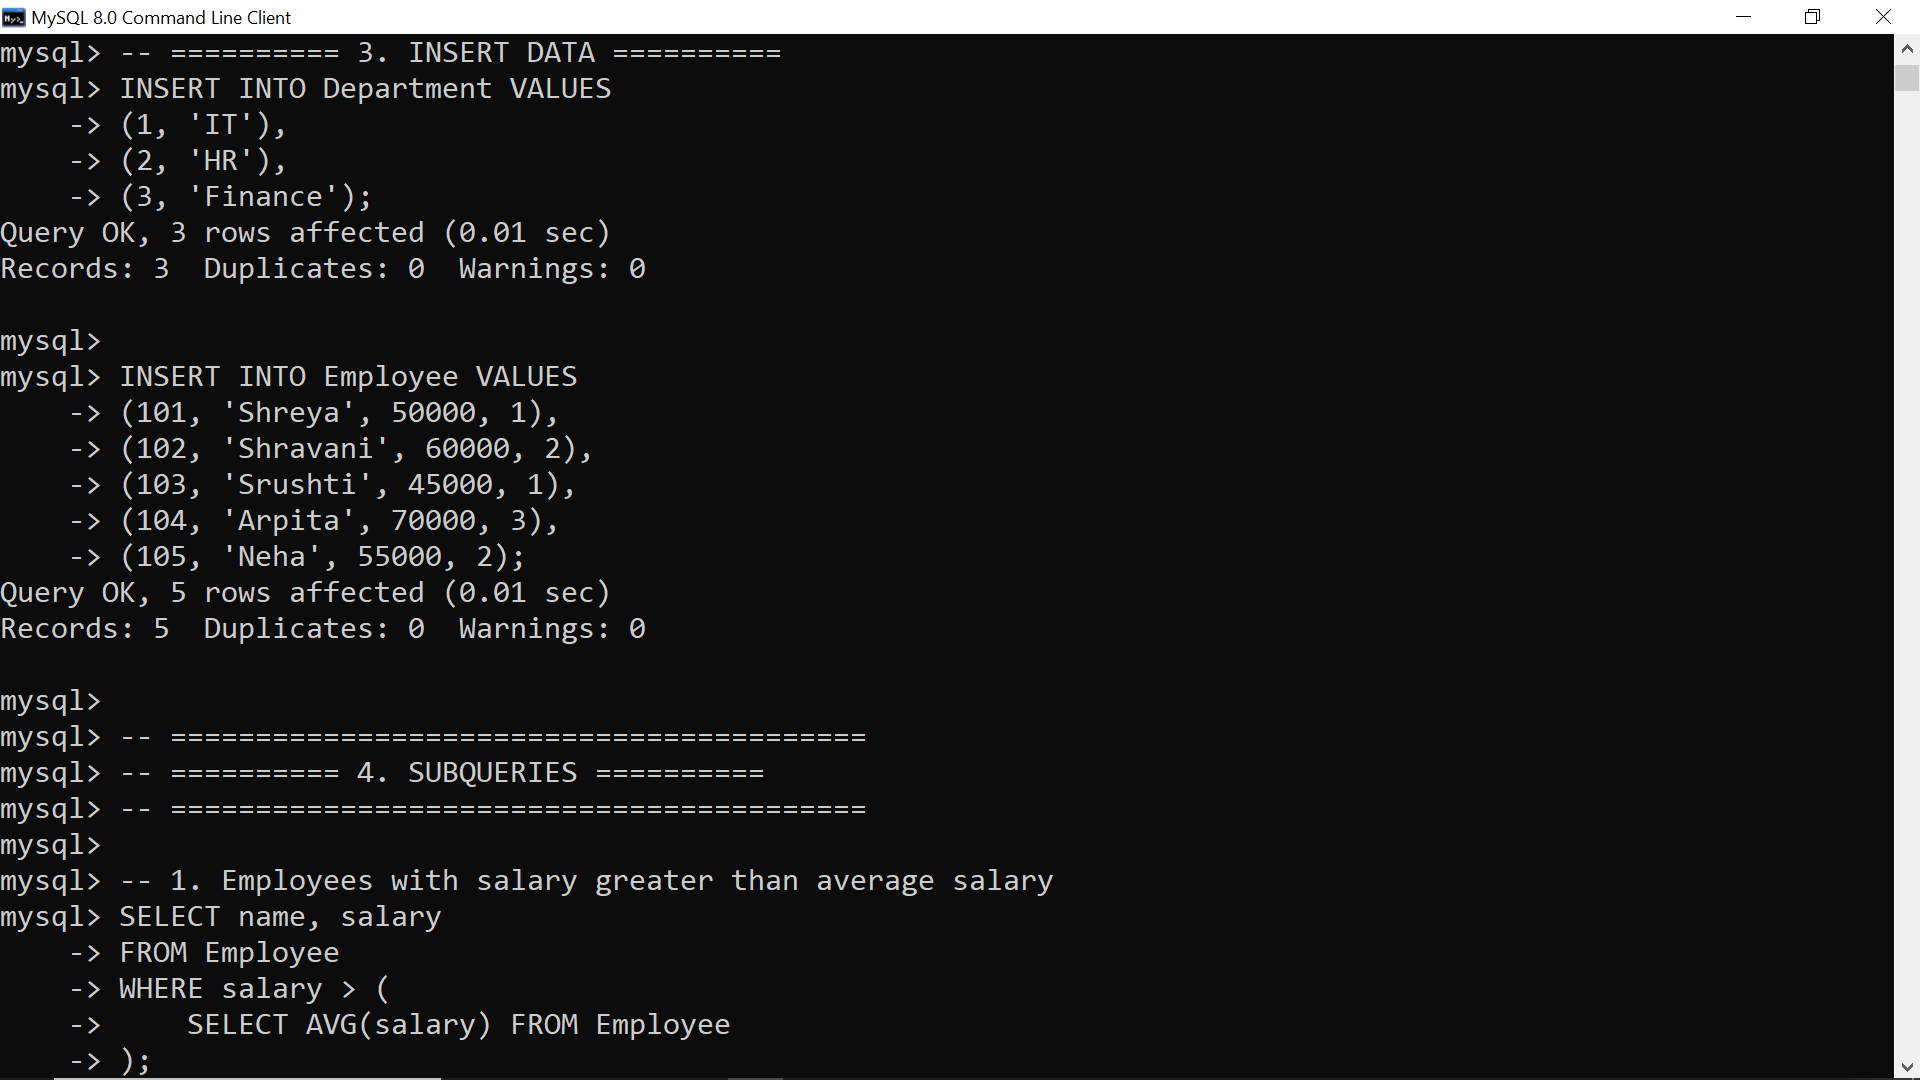 MySQL 8.0 Command Line Client
mysql> -- ========== 3. INSERT DATA ==========
mysql> INSERT INTO Department VALUES
    -> (1, 'IT'),
    -> (2, 'HR'),
    -> (3, 'Finance');
Query OK, 3 rows affected (0.01 sec)
Records: 3  Duplicates: 0  Warnings: 0

mysql>
mysql> INSERT INTO Employee VALUES
    -> (101, 'Shreya', 50000, 1),
    -> (102, 'Shravani', 60000, 2),
    -> (103, 'Srushti', 45000, 1),
    -> (104, 'Arpita', 70000, 3),
    -> (105, 'Neha', 55000, 2);
Query OK, 5 rows affected (0.01 sec)
Records: 5  Duplicates: 0  Warnings: 0

mysql>
mysql> -- =========================================
mysql> -- ========== 4. SUBQUERIES ==========
mysql> -- =========================================
mysql>
mysql> -- 1. Employees with salary greater than average salary
mysql> SELECT name, salary
    -> FROM Employee
    -> WHERE salary > (
    ->     SELECT AVG(salary) FROM Employee
    -> );